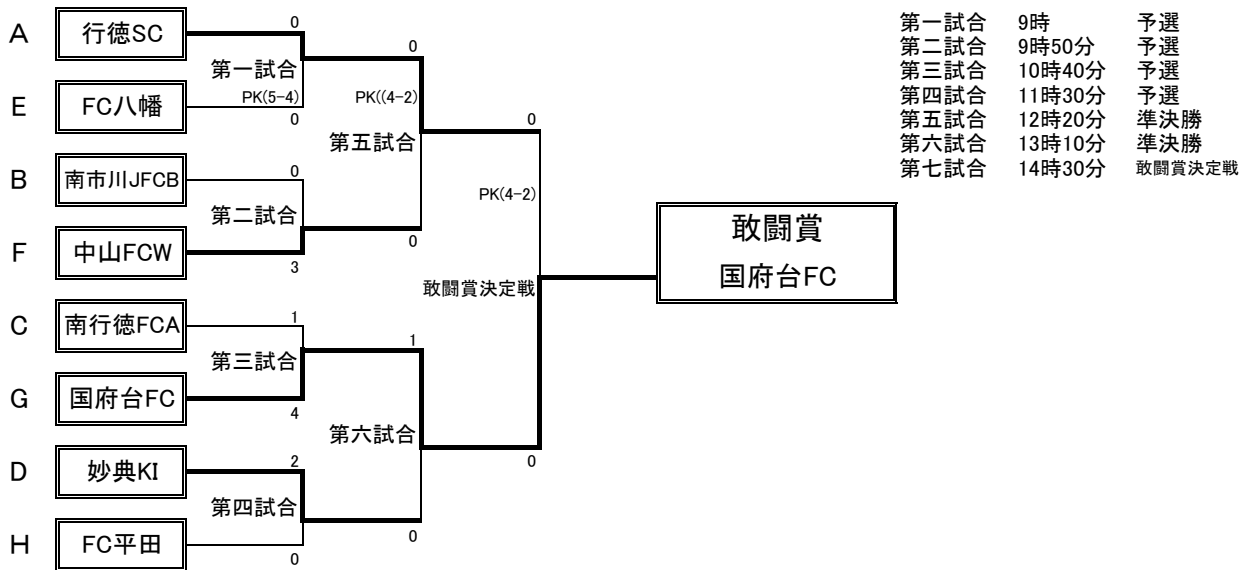 A 行徳SC 0
第一試合 0
E FC八幡 PK(5-4) PK((4-2)
0
第五試合 0
B 南市川JFCB 0
第二試合 PK(4-2)
F 中山FCW 0
3
敢闘賞決定戦
C 南行徳FCA 1
第三試合 1
G 国府台FC
4
第六試合
D 妙典KI 2 0
第四試合
H FC平田 0
0
敢闘賞
国府台FC
第一試合 9時 予選
第二試合 9時50分 予選
第三試合 10時40分 予選
第四試合 11時30分 予選
第五試合 12時20分 準決勝
第六試合 13時10分 準決勝
第七試合 14時30分 敢闘賞決定戦